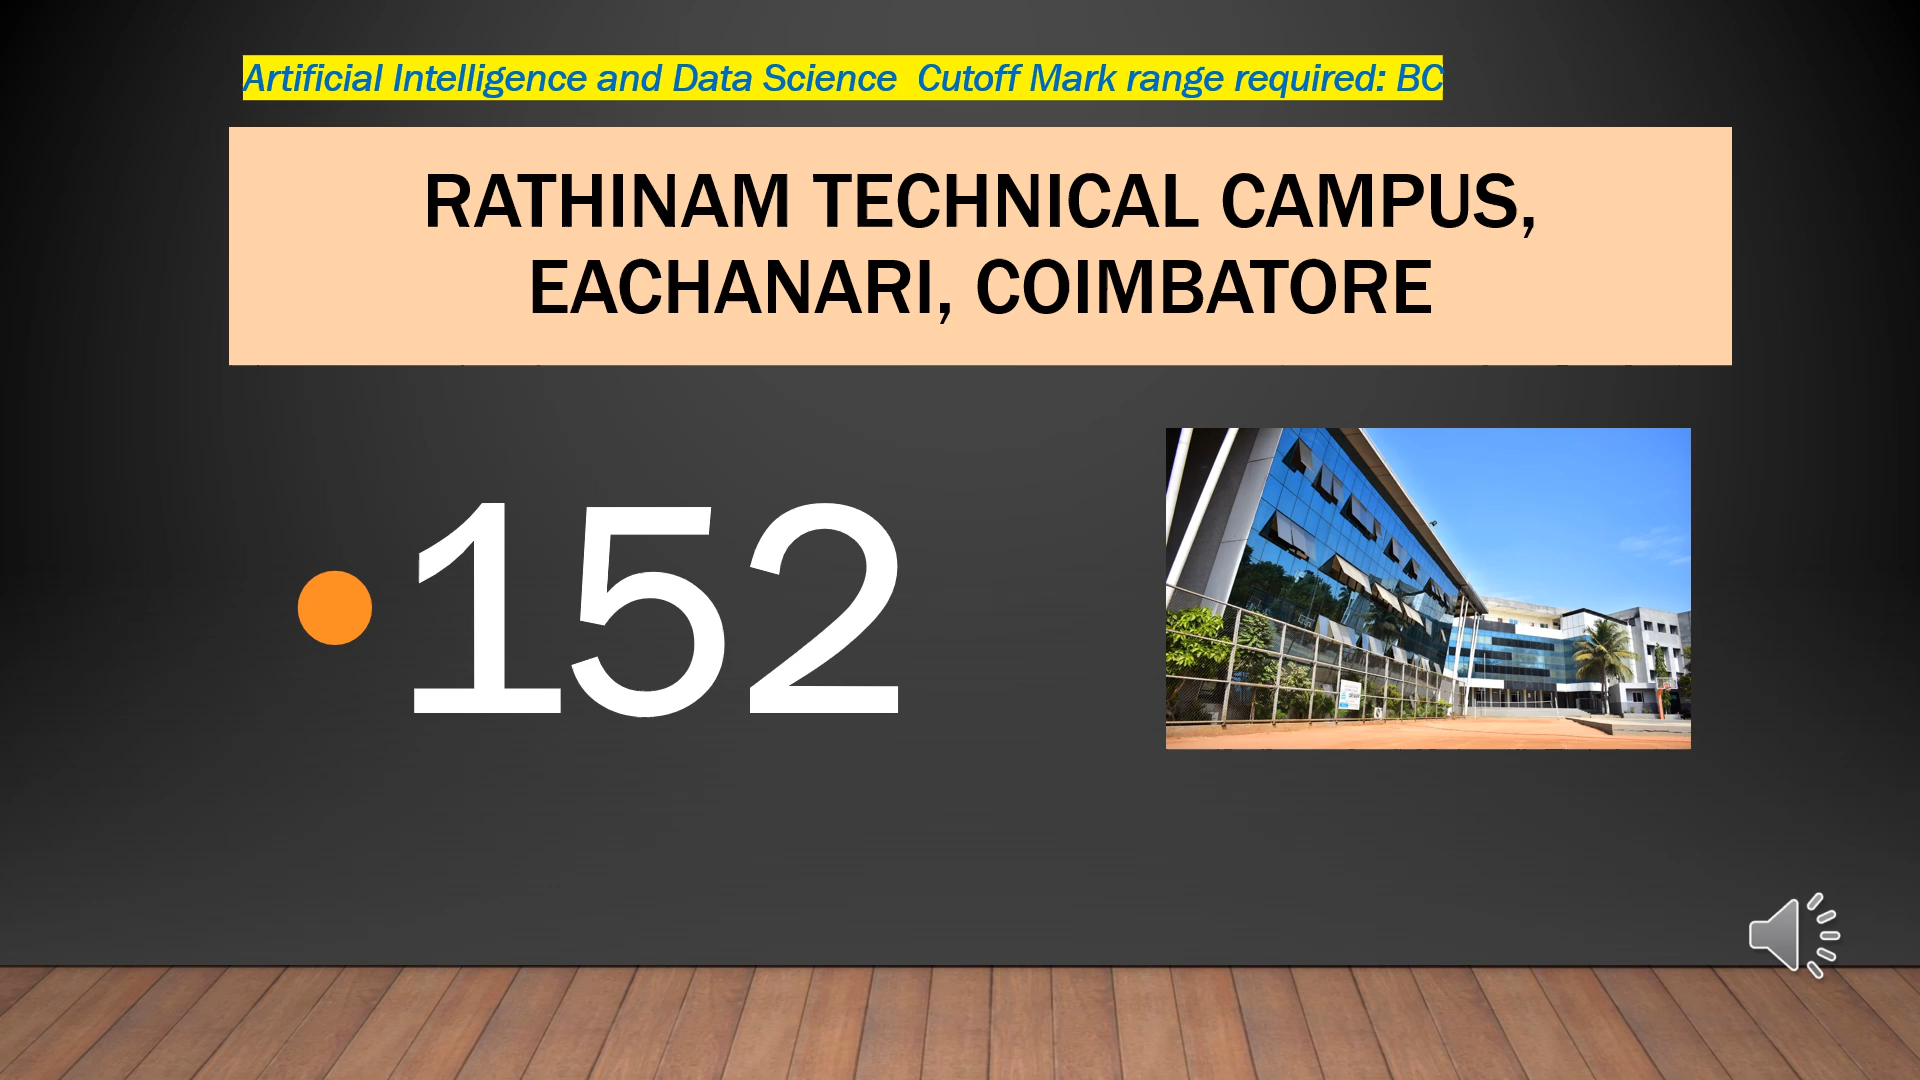 Artificial Intelligence and Data Science  Cutoff Mark range required: BC
RATHINAM TECHNICAL CAMPUS,
EACHANARI, COIMBATORE
152